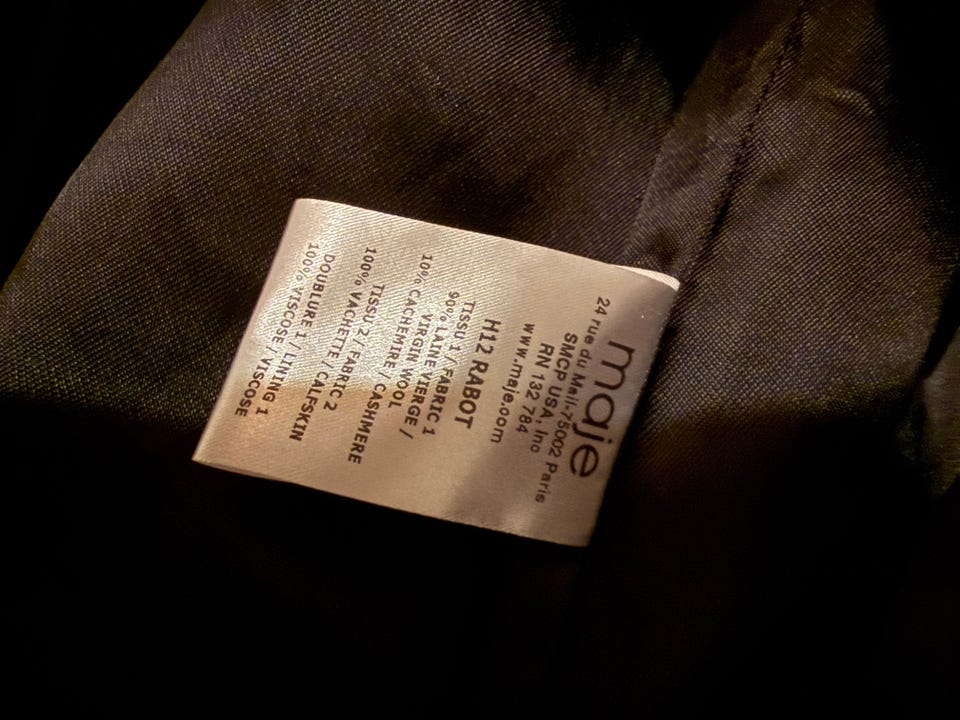 maje
24 rue du Mail-75002 Paris
SMCP USA, Inc
RN 132 784
www.maje.com
H12 RABOT
TISSU 1 / FABRIC 1
90% LAINE VIERGE /
VIRGIN WOOL
10% CACHEMIRE / CASHMERE
TISSU 2 / FABRIC 2
100% VACHETTE / CALFSKIN
DOUBLURE 1 / LINING 1
100% VISCOSE / VISCOSE